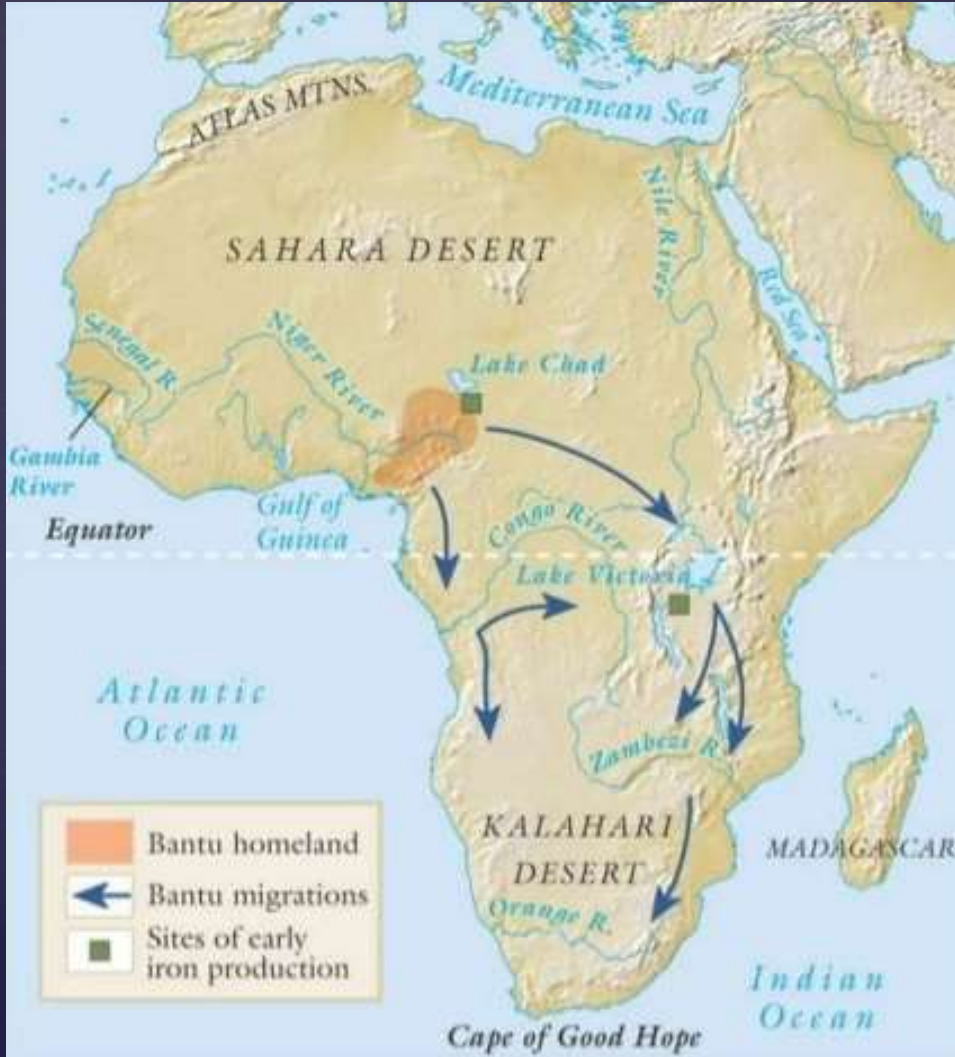 Mediterranean Sea
ATLAS MTNS.
Nile River
SAHARA DESERT
Red Sea
Senegal R.
Niger River
Lake Chad
Gambia
River
Gulf of
Guinea
Equator
Congo River
Lake Victoria
Atlantic
Ocean
Zambezi R.
KALAHARI
DESERT
MADAGASCAR
Orange R.
Bantu homeland
Bantu migrations
Sites of early
iron production
Indian
Ocean
Cape of Good Hope